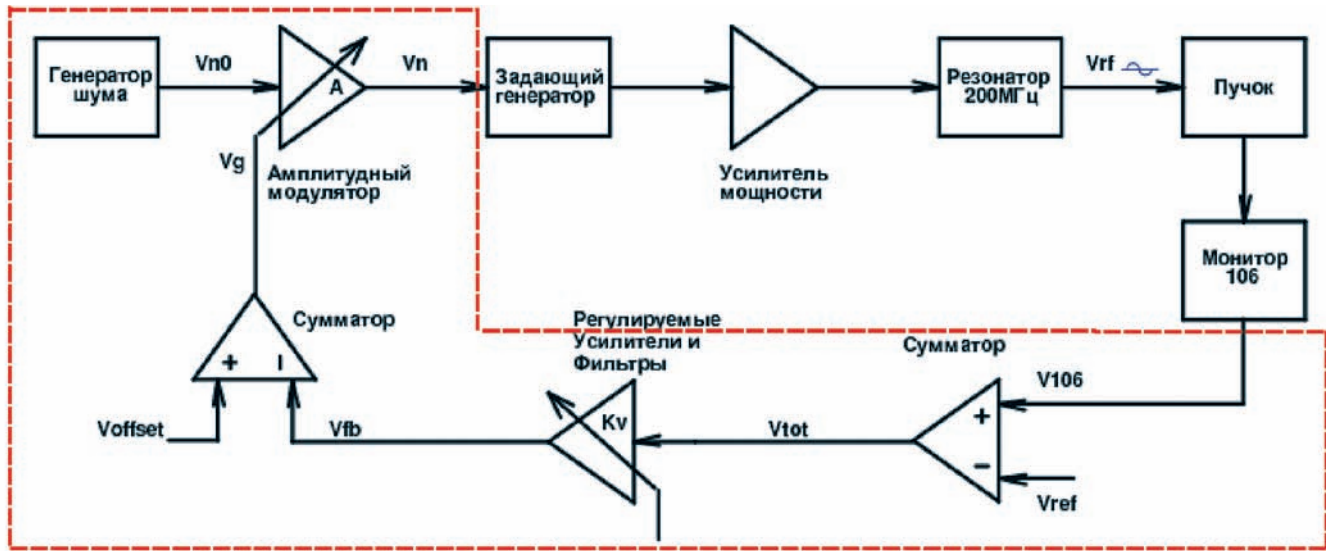 Генератор
шума
Vn0
A
Vn
Задающий
генератор
Резонатор
200МГц
Vrf
Пучок
Vg
Амплитудный
модулятор
Усилитель
мощности
Монитор
106
Сумматор
+
Регулируемые
Усилители и
Фильтры
Сумматор
V106
+
Voffset
Vfb
Kv
Vtot
−
Vref